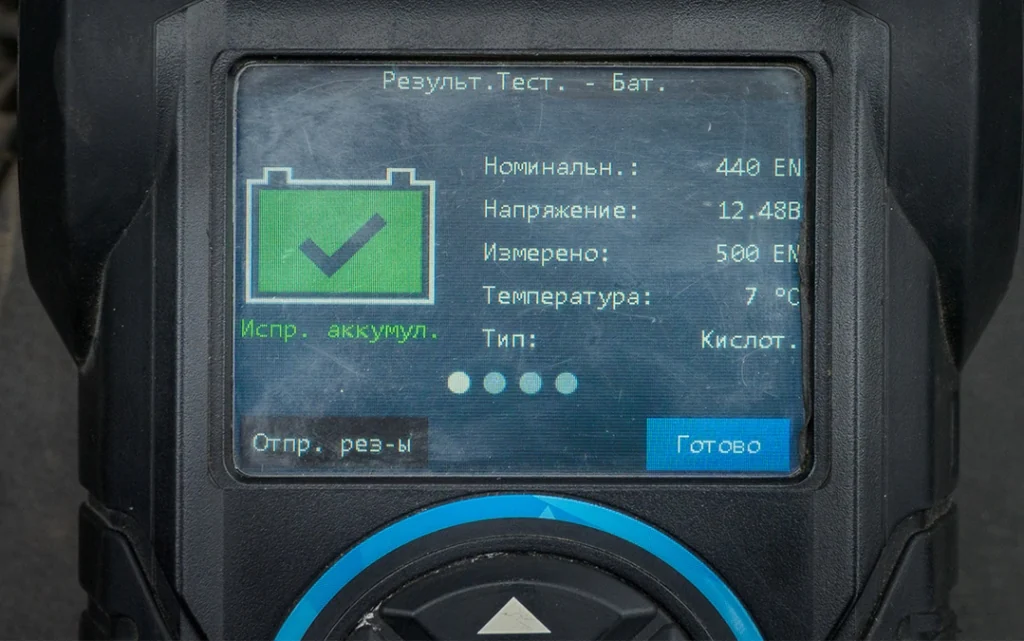 Результ.Тест. - Бат.
Номинальн.: 440 EN
Напряжение: 12.48В
Измерено: 500 EN
Температура: 7 °C
Испр. аккумул.
Тип: Кислот.
Отпр. рез-ы
Готово